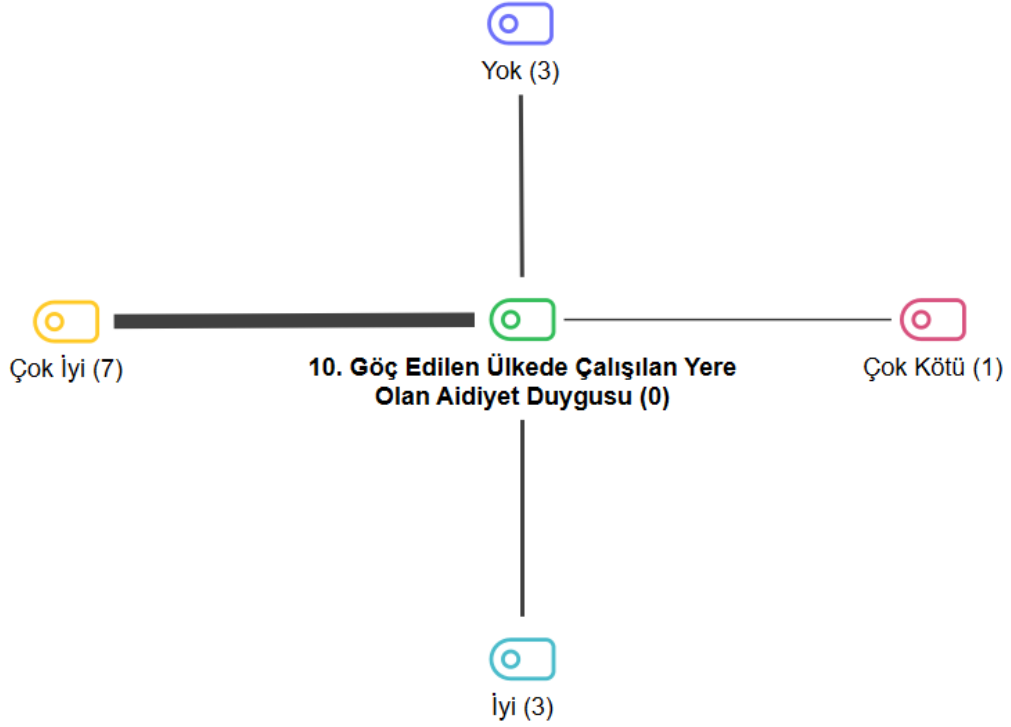 Yok (3)
Çok İyi (7)
10. Göç Edilen Ülkede Çalışılan Yere
Olan Aidiyet Duygusu (0)
Çok Kötü (1)
İyi (3)